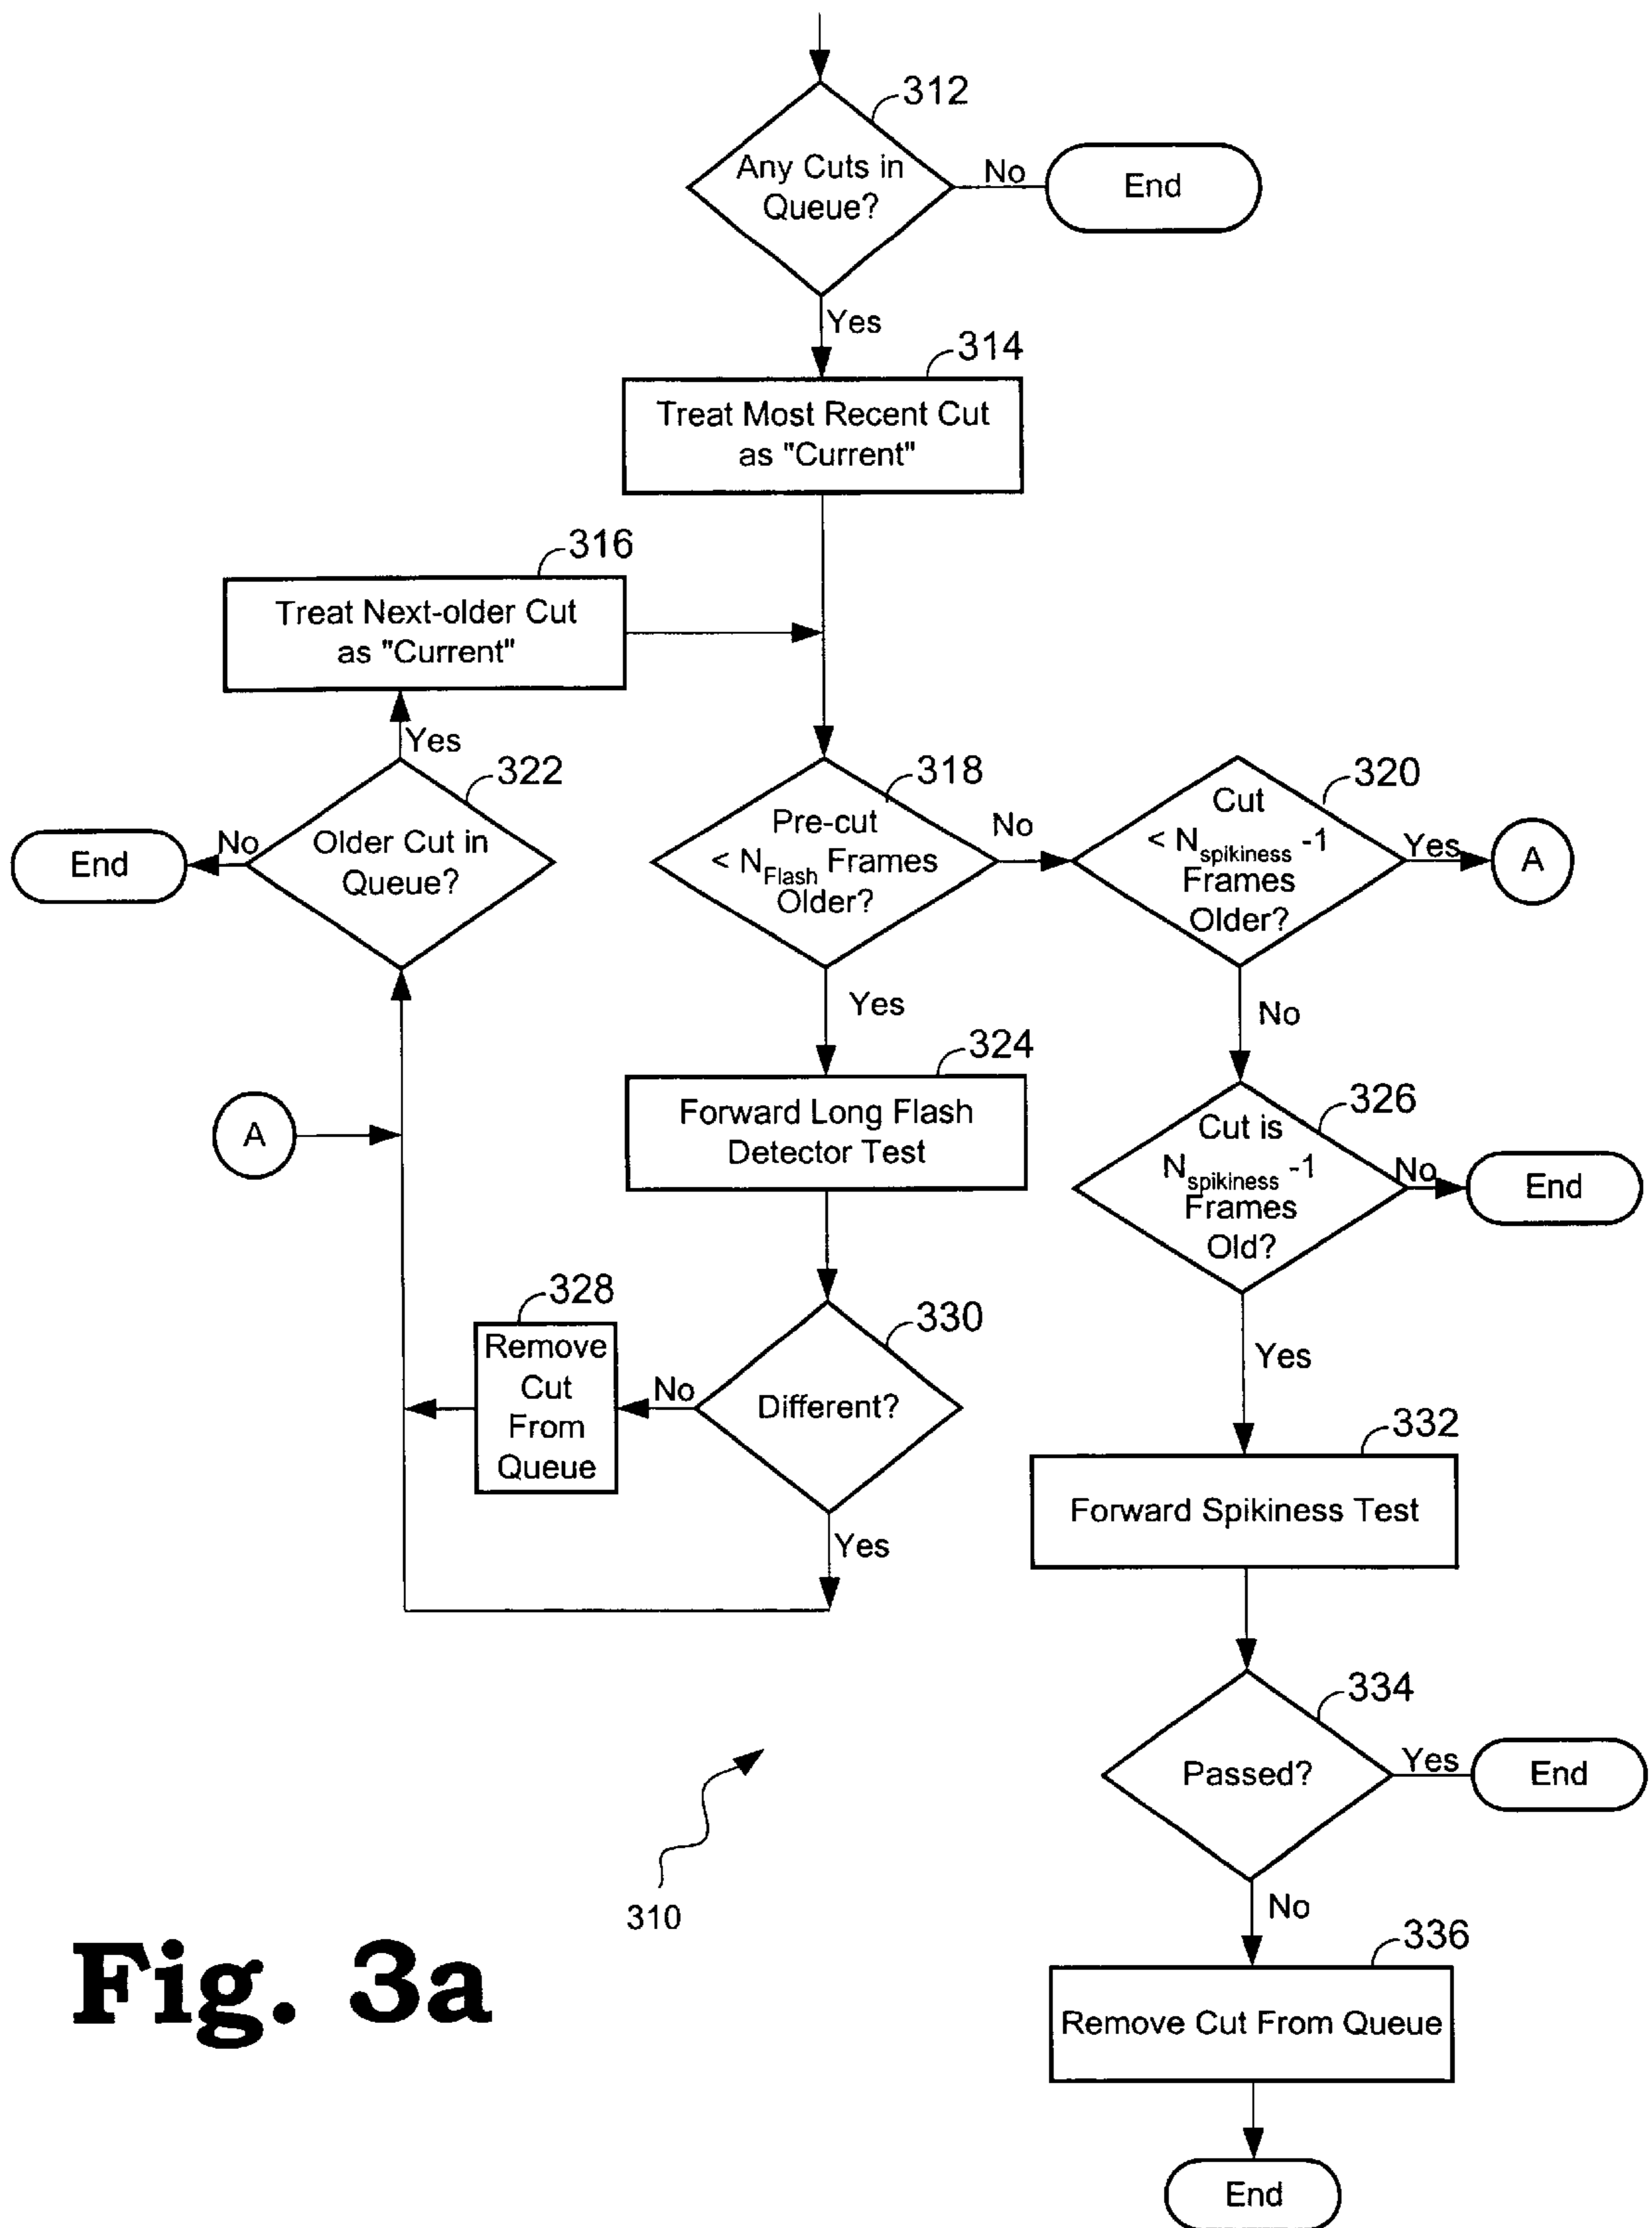 312
Any Cuts in
Queue?
No
End
Yes
314
Treat Most Recent Cut
as "Current"
316
Treat Next-older Cut
as "Current"
Yes
322
Older Cut in
Queue?
No
End
318
Pre-cut
< NFlash Frames
Older?
No
320
Cut
< Nspikiness -1
Frames
Older?
Yes
A
Yes
No
324
Forward Long Flash
Detector Test
A
326
Cut is
Nspikiness -1
Frames
Old?
No
End
328
Remove
Cut
From
Queue
No
330
Different?
Yes
Yes
332
Forward Spikiness Test
334
Passed?
Yes
End
No
310
336
Remove Cut From Queue
End
Fig. 3a